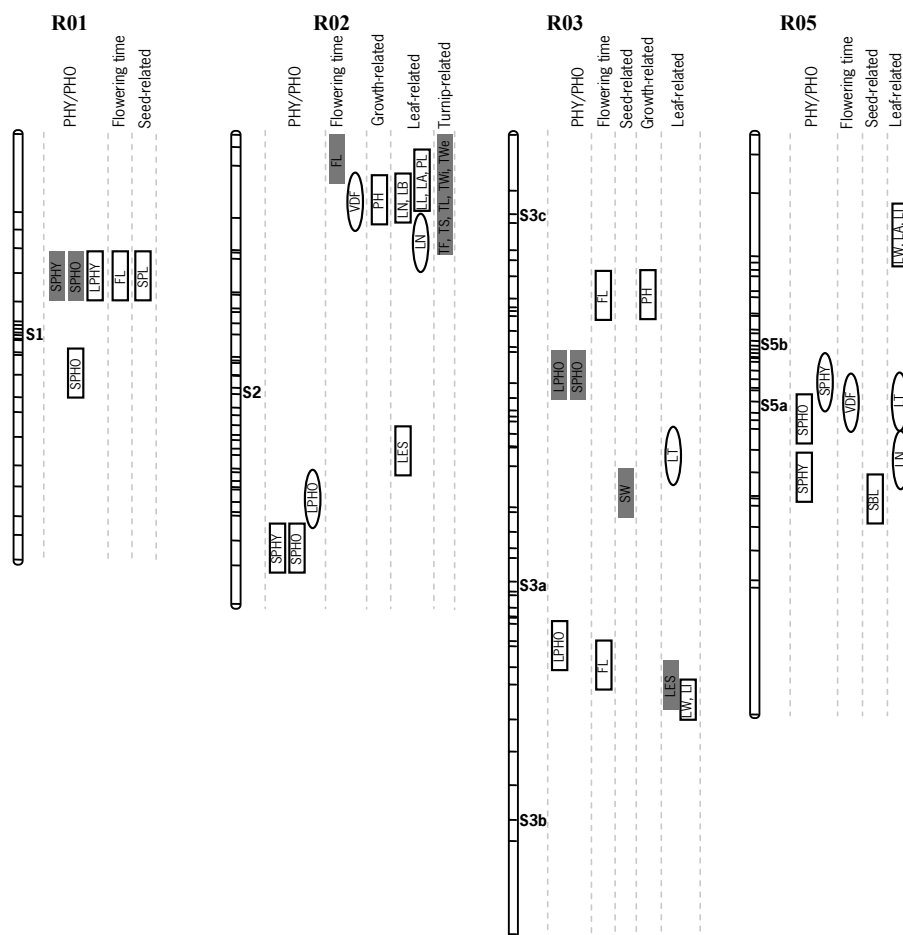 R01
R02
R03
R05
PHY/PHO
Flowering time
Seed-related
PHY/PHO
Flowering time
Growth-related
Leaf-related
Turnip-related
PHY/PHO
Flowering time
Seed-related
Growth-related
Leaf-related
PHY/PHO
Flowering time
Seed-related
Leaf-related
SPHY
SPHO
LPHY
FL
SPL
S1
SPHO
FL
VDF
PH
LN, LB
LL, LA, PL
LN
TF, TS, TL, TWi, TWe
S2
LES
LPHO
SPHY
SPHO
S3c
FL
PH
LPHO
SPHO
LT
SW
S3a
LPHO
FL
LES
LW, LI
S3b
LW, LA, LL
S5b
SPHY
S5a
SPHO
VDF
LT
SPHY
LN
SBL